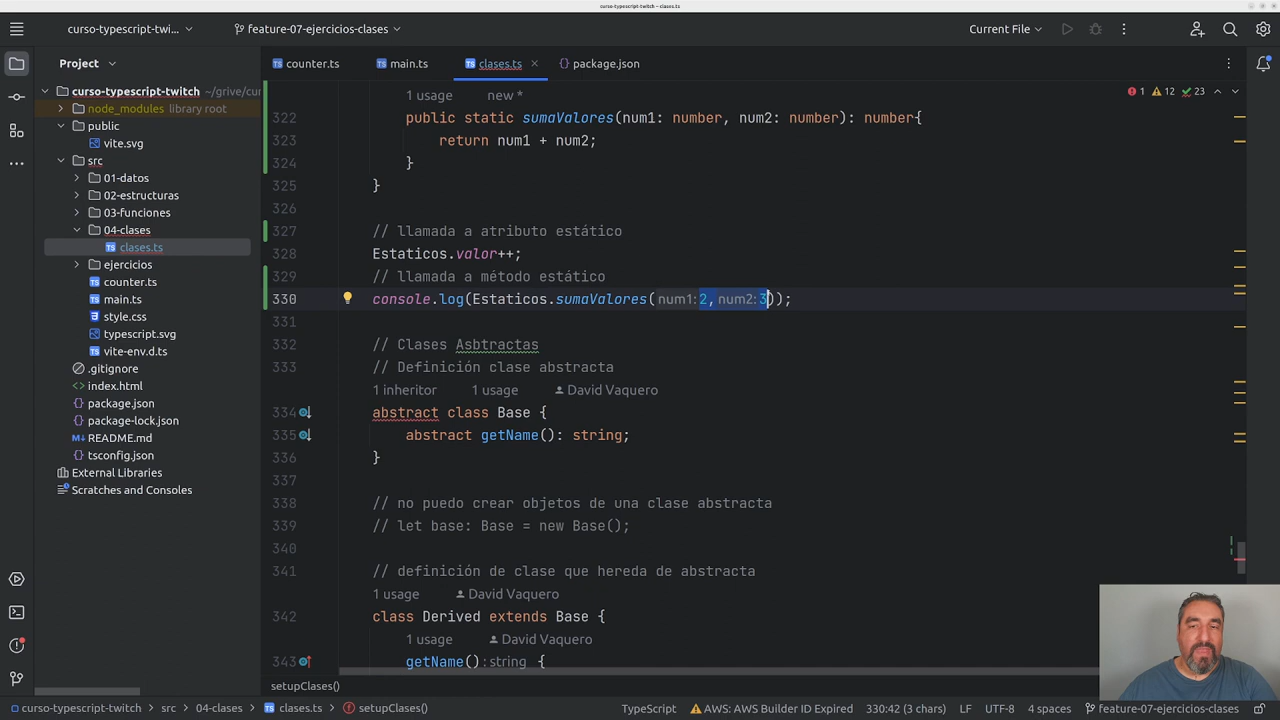 curso-typescript-twitch – clases.ts
curso-typescript-twi... feature-07-ejercicios-clases Current File
Project counter.ts main.ts clases.ts package.json
curso-typescript-twitch ~/grive/cur
node_modules library root
public
vite.svg
src
01-datos
02-estructuras
03-funciones
04-clases
clases.ts
ejercicios
counter.ts
main.ts
style.css
typescript.svg
vite-env.d.ts
.gitignore
index.html
package.json
package-lock.json
README.md
tsconfig.json
External Libraries
Scratches and Consoles
1 12 23
1 usage new *
322 public static sumaValores(num1: number, num2: number): number{
323 return num1 + num2;
324 }
325 }
326
327 // llamada a atributo estático
328 Estaticos.valor++;
329 // llamada a método estático
330 console.log(Estaticos.sumaValores( num1: 2, num2: 3));
331
332 // Clases Asbtractas
333 // Definición clase abstracta
1 inheritor 1 usage David Vaquero
334 abstract class Base {
335 abstract getName(): string;
336 }
337
338 // no puedo crear objetos de una clase abstracta
339 // let base: Base = new Base();
340
341 // definición de clase que hereda de abstracta
1 usage David Vaquero
342 class Derived extends Base {
1 usage David Vaquero
343 getName() : string {
setupClases()
curso-typescript-twitch > src > 04-clases > clases.ts > setupClases() TypeScript AWS: AWS Builder ID Expired 330:42 (3 chars) LF UTF-8 4 spaces feature-07-ejercicios-clases